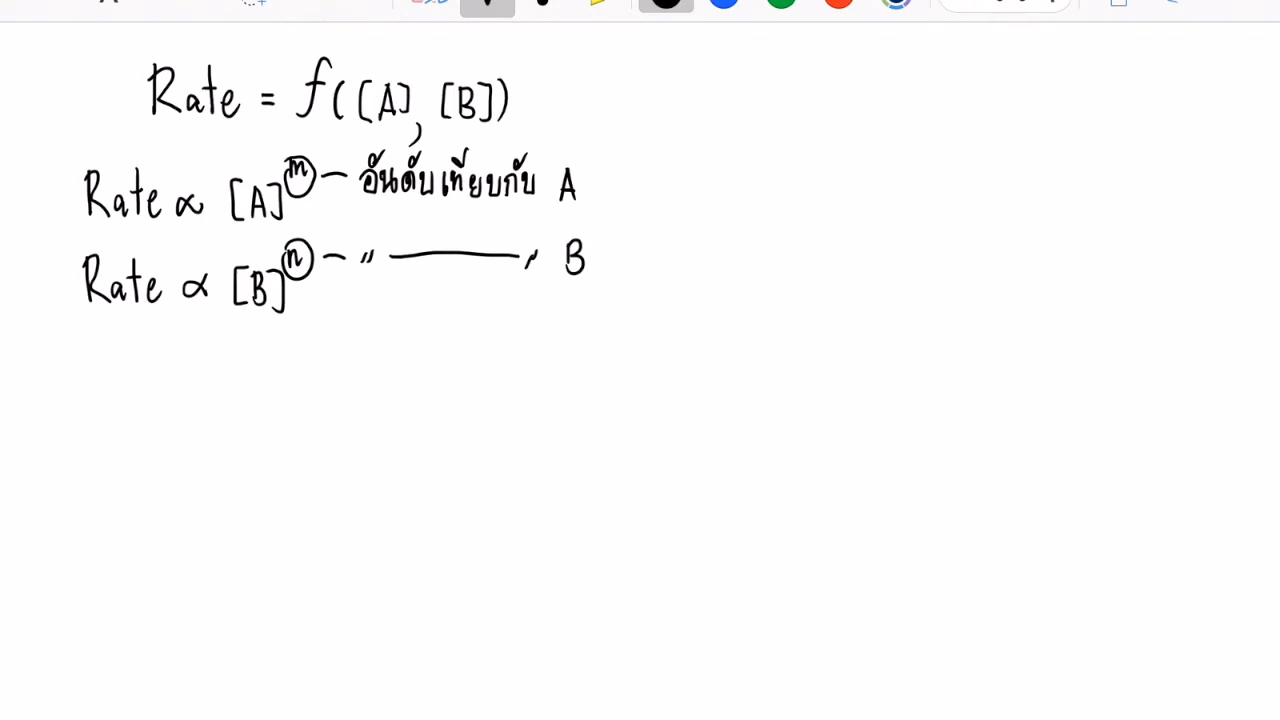 Rate = f([A], [B])
Rate ∝ [A]^m — อันดับเทียบกับ A
Rate ∝ [B]^n — 〃 ——— 〃 B